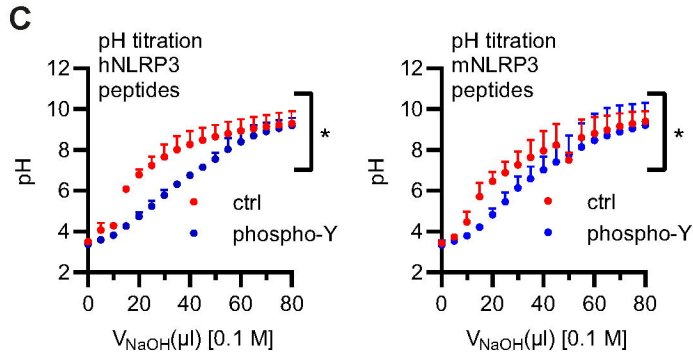 C
pH titration
hNLRP3
peptides
12
10
8
6
4
2
pH
*
ctrl
phospho-Y
0 20 40 60 80
V_NaOH(µl) [0.1 M]
pH titration
mNLRP3
peptides
12
10
8
6
4
2
pH
*
ctrl
phospho-Y
0 20 40 60 80
V_NaOH(µl) [0.1 M]